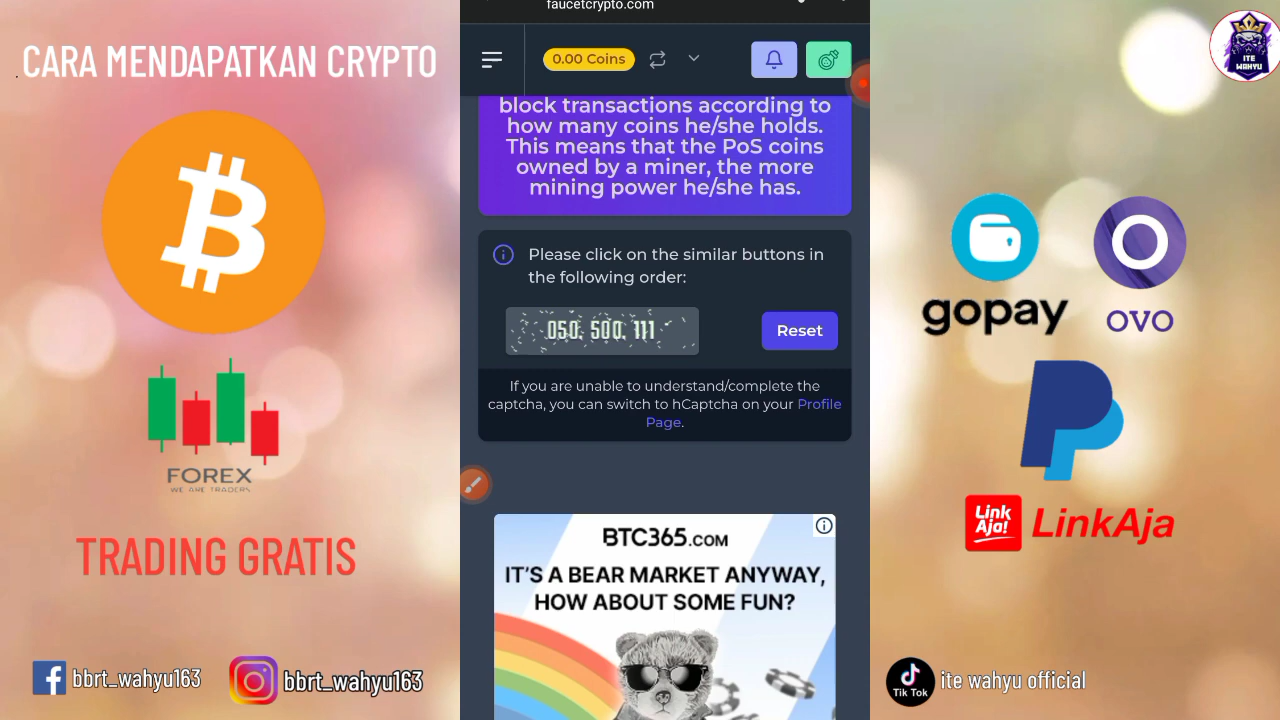 CARA MENDAPATKAN CRYPTO
FOREX
WE ARE TRADERS
TRADING GRATIS
bbrt_wahyu163
bbrt_wahyu163
faucetcrypto.com
0.00 Coins
block transactions according to
how many coins he/she holds.
This means that the PoS coins
owned by a miner, the more
mining power he/she has.
Please click on the similar buttons in
the following order:
050, 500, 111
Reset
If you are unable to understand/complete the
captcha, you can switch to hCaptcha on your Profile
Page.
BTC365.COM
IT'S A BEAR MARKET ANYWAY,
HOW ABOUT SOME FUN?
ITE
WAHYU
gopay
OVO
Link
Aja!
LinkAja
Tik Tok
ite wahyu official